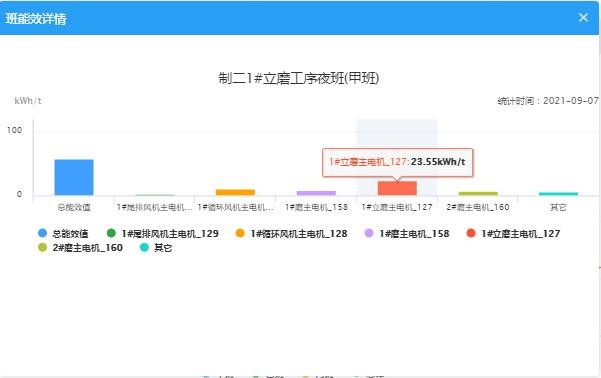 班能效详情
制二1#立磨工序夜班(甲班)
kWh/t
统计时间：2021-09-07
100
1#立磨主电机_127:23.55kWh/t
0
总能效值 1#尾排风机主电机... 1#循环风机主电机... 1#磨主电机_158 1#立磨主电机_127 2#磨主电机_160 其它
总能效值 1#尾排风机主电机_129 1#循环风机主电机_128 1#磨主电机_158 1#立磨主电机_127
2#磨主电机_160 其它